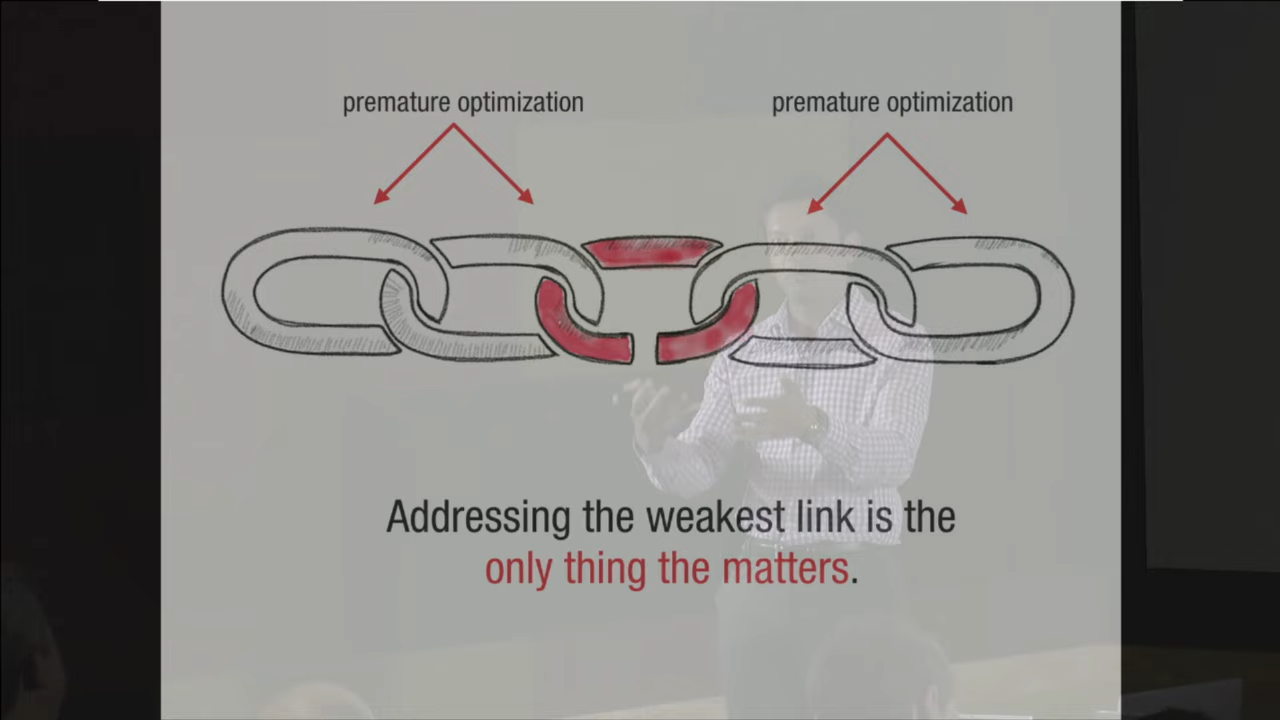 premature optimization
premature optimization
Addressing the weakest link is the
only thing the matters.